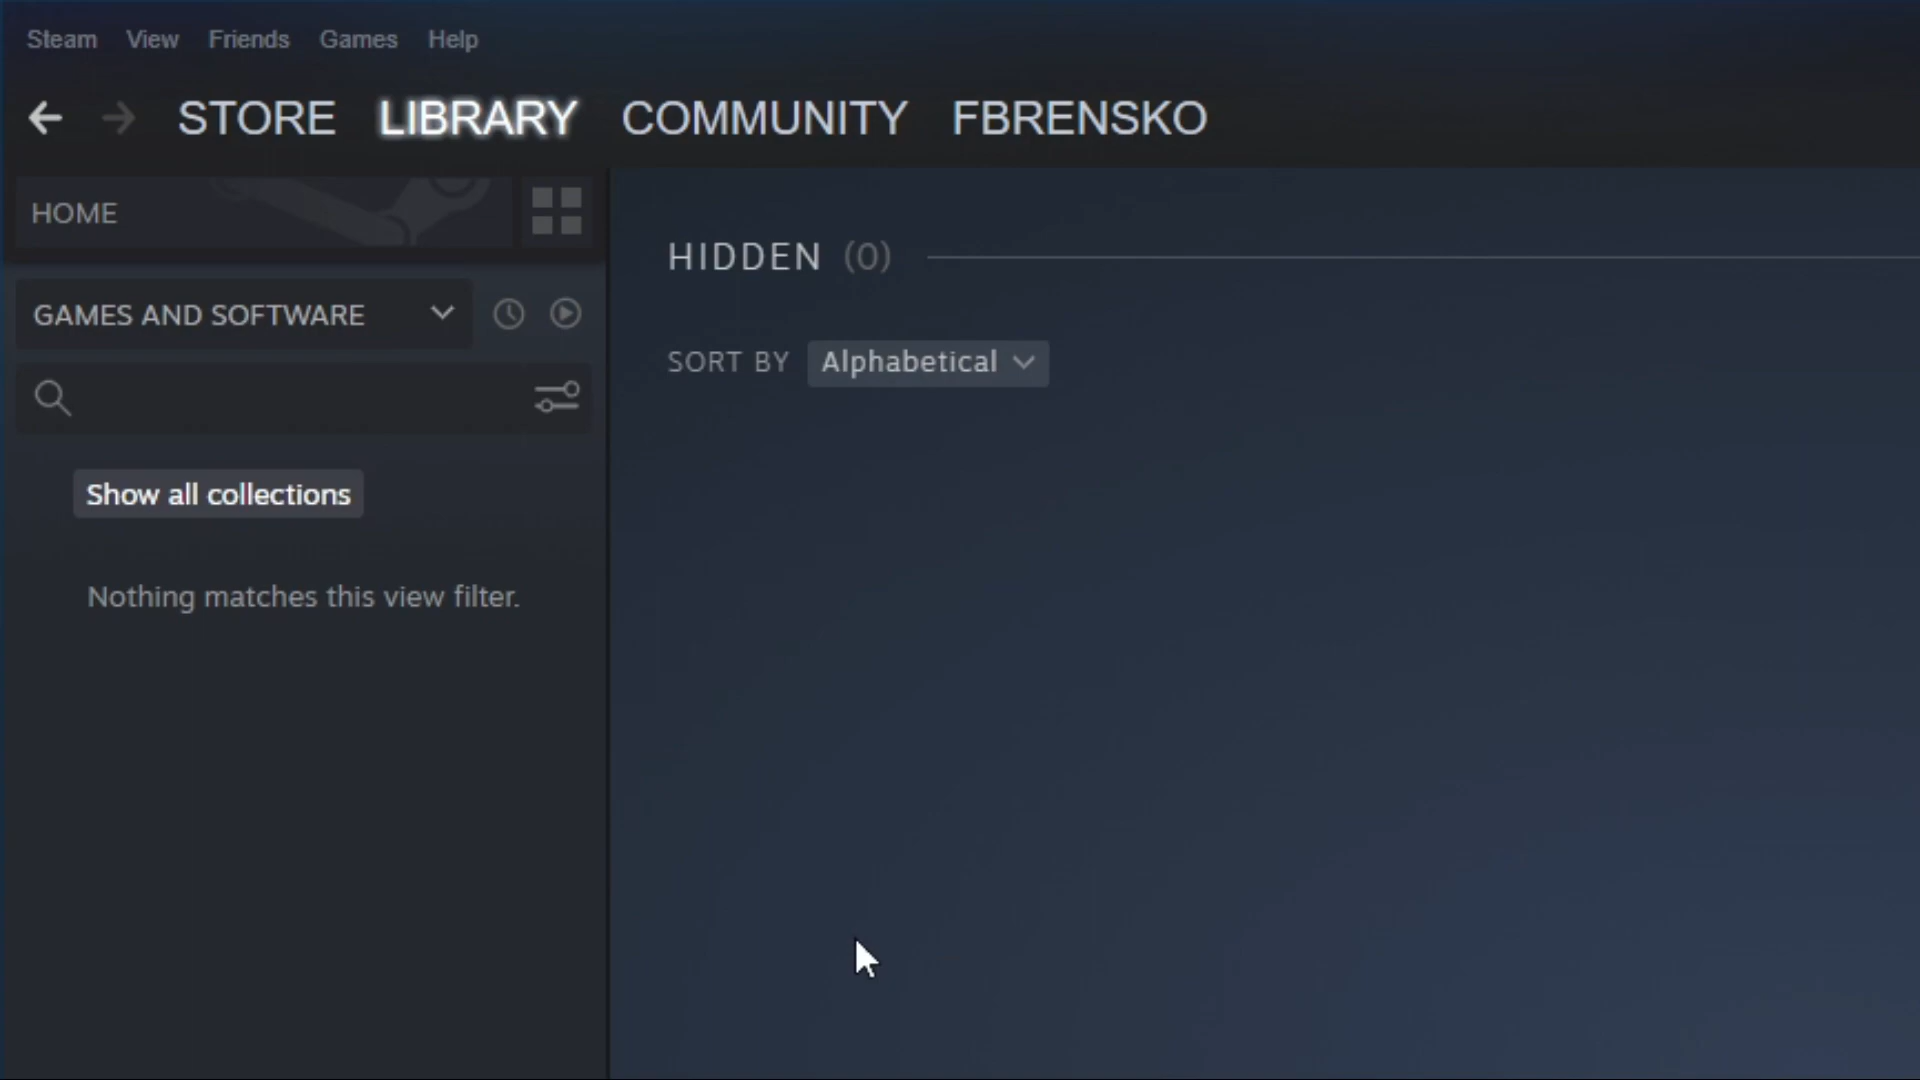 Steam View Friends Games Help
STORE LIBRARY COMMUNITY FBRENSKO
HOME
HIDDEN (0)
GAMES AND SOFTWARE
SORT BY Alphabetical
Show all collections
Nothing matches this view filter.